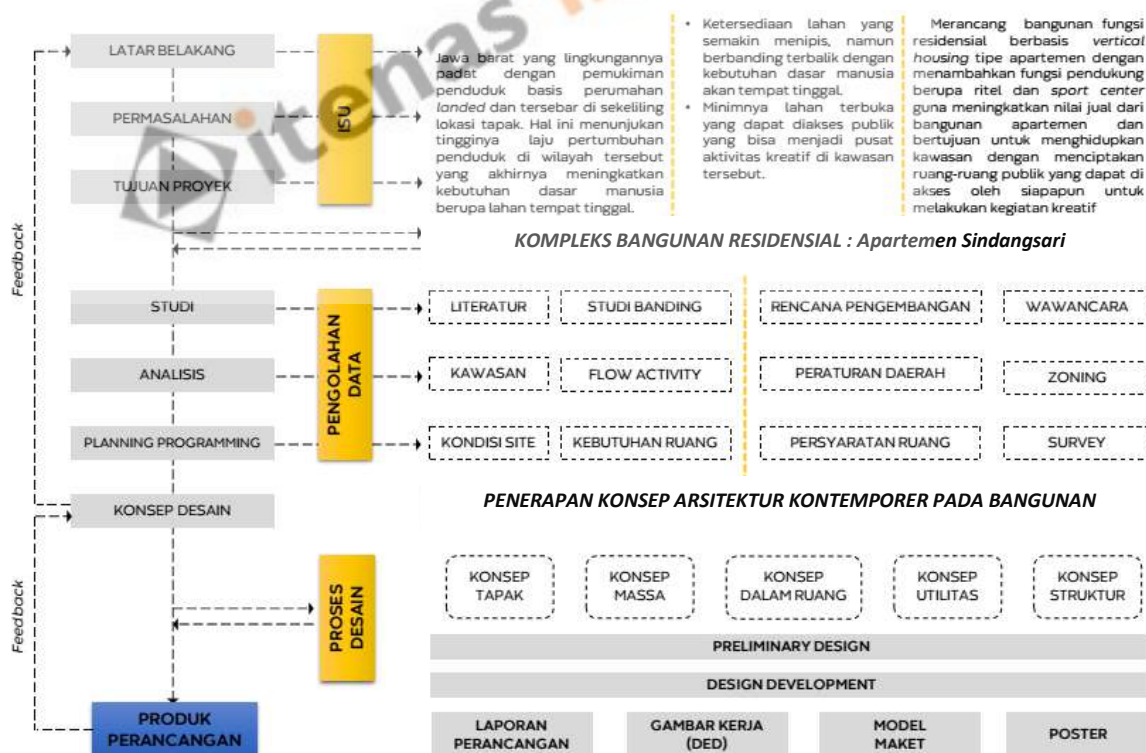 itenas
LATAR BELAKANG
PERMASALAHAN
TUJUAN PROYEK
ISU
Jawa barat yang lingkungannya
padat dengan pemukiman
penduduk basis perumahan
landed dan tersebar di sekeliling
lokasi tapak. Hal ini menunjukan
tingginya laju pertumbuhan
penduduk di wilayah tersebut
yang akhirnya meningkatkan
kebutuhan dasar manusia
berupa lahan tempat tinggal.
• Ketersediaan lahan yang
semakin menipis, namun
berbanding terbalik dengan
kebutuhan dasar manusia
akan tempat tinggal.
• Minimnya lahan terbuka
yang dapat diakses publik
yang bisa menjadi pusat
aktivitas kreatif di kawasan
tersebut.
Merancang bangunan fungsi
residensial berbasis vertical
housing tipe apartemen dengan
menambahkan fungsi pendukung
berupa ritel dan sport center
guna meningkatkan nilai jual dari
bangunan apartemen dan
bertujuan untuk menghidupkan
kawasan dengan menciptakan
ruang-ruang publik yang dapat di
akses oleh siapapun untuk
melakukan kegiatan kreatif
Feedback
KOMPLEKS BANGUNAN RESIDENSIAL : Apartemen Sindangsari
STUDI
ANALISIS
PLANNING PROGRAMMING
PENGOLAHAN
DATA
LITERATUR
STUDI BANDING
RENCANA PENGEMBANGAN
WAWANCARA
KAWASAN
FLOW ACTIVITY
PERATURAN DAERAH
ZONING
KONDISI SITE
KEBUTUHAN RUANG
PERSYARATAN RUANG
SURVEY
KONSEP DESAIN
PENERAPAN KONSEP ARSITEKTUR KONTEMPORER PADA BANGUNAN
Feedback
PROSES
DESAIN
KONSEP
TAPAK
KONSEP
MASSA
KONSEP
DALAM RUANG
KONSEP
UTILITAS
KONSEP
STRUKTUR
PRELIMINARY DESIGN
DESIGN DEVELOPMENT
PRODUK
PERANCANGAN
LAPORAN
PERANCANGAN
GAMBAR KERJA
(DED)
MODEL
MAKET
POSTER